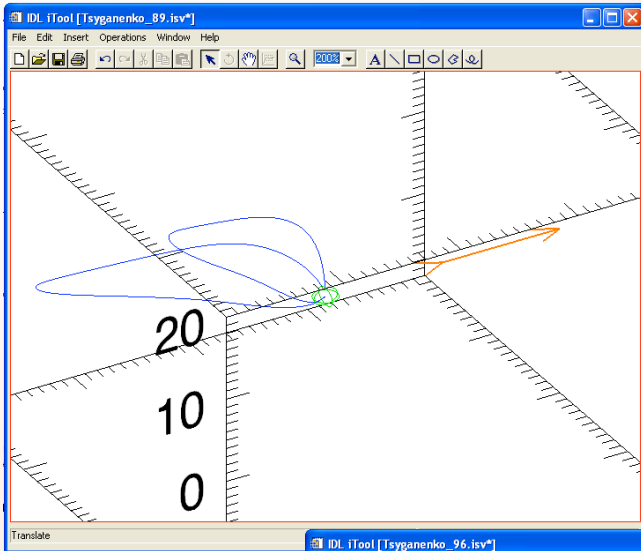 IDL iTool [Tsyganenko_89.isv*]
File Edit Insert Operations Window Help
200%
A
20
10
0
Translate
IDL iTool [Tsyganenko_96.isv*]